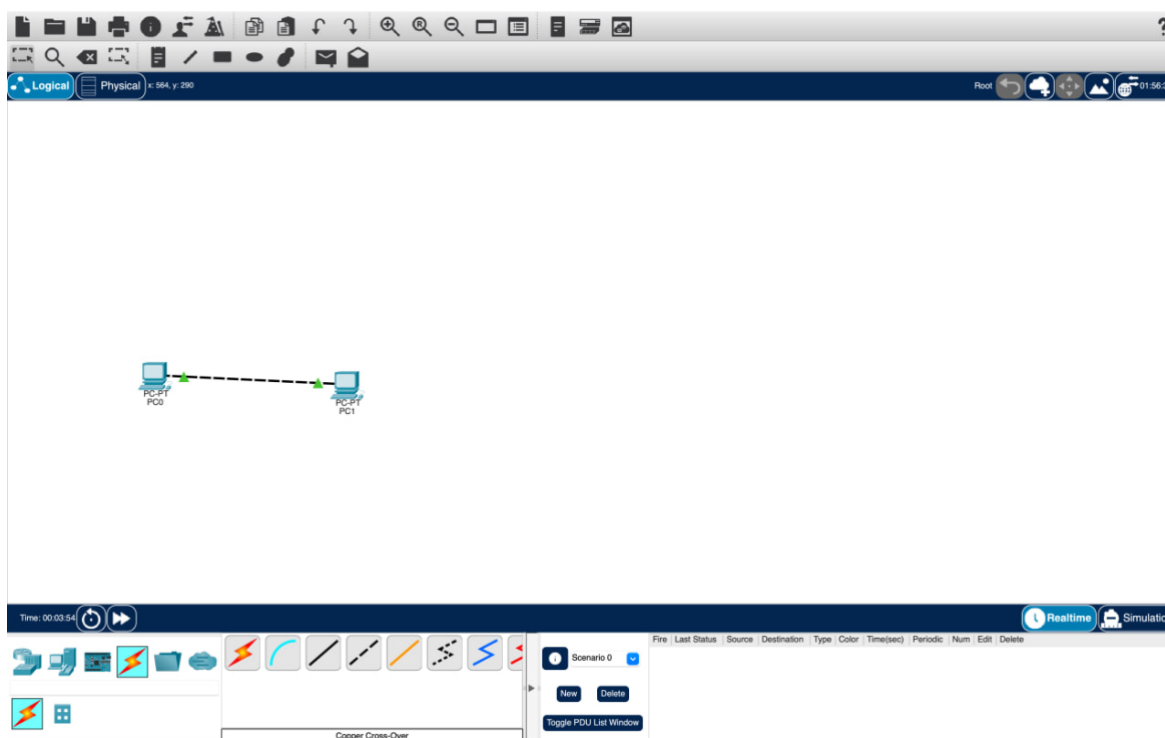 ?
Logical Physical x: 564, y: 290 Root
PC-PT
PC0
PC-PT
PC1
Time: 00:03:54 Realtime
Fire Last Status Source Destination Type Color Time(sec) Periodic Num Edit Delete
Scenario 0
New Delete
Toggle PDU List Window
Copper Cross-Over